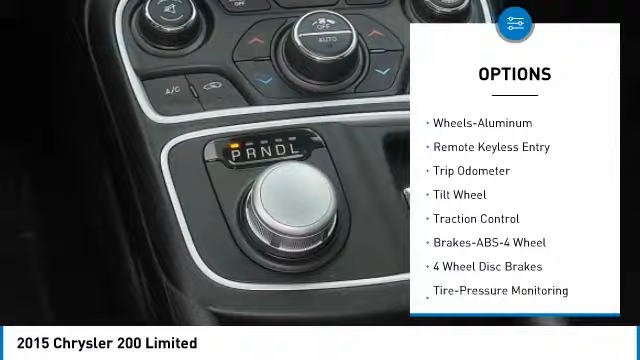 OFF
AUTO
A/C
PRNDL
OPTIONS
Wheels-Aluminum
Remote Keyless Entry
Trip Odometer
Tilt Wheel
Traction Control
Brakes-ABS-4 Wheel
4 Wheel Disc Brakes
Tire-Pressure Monitoring
2015 Chrysler 200 Limited